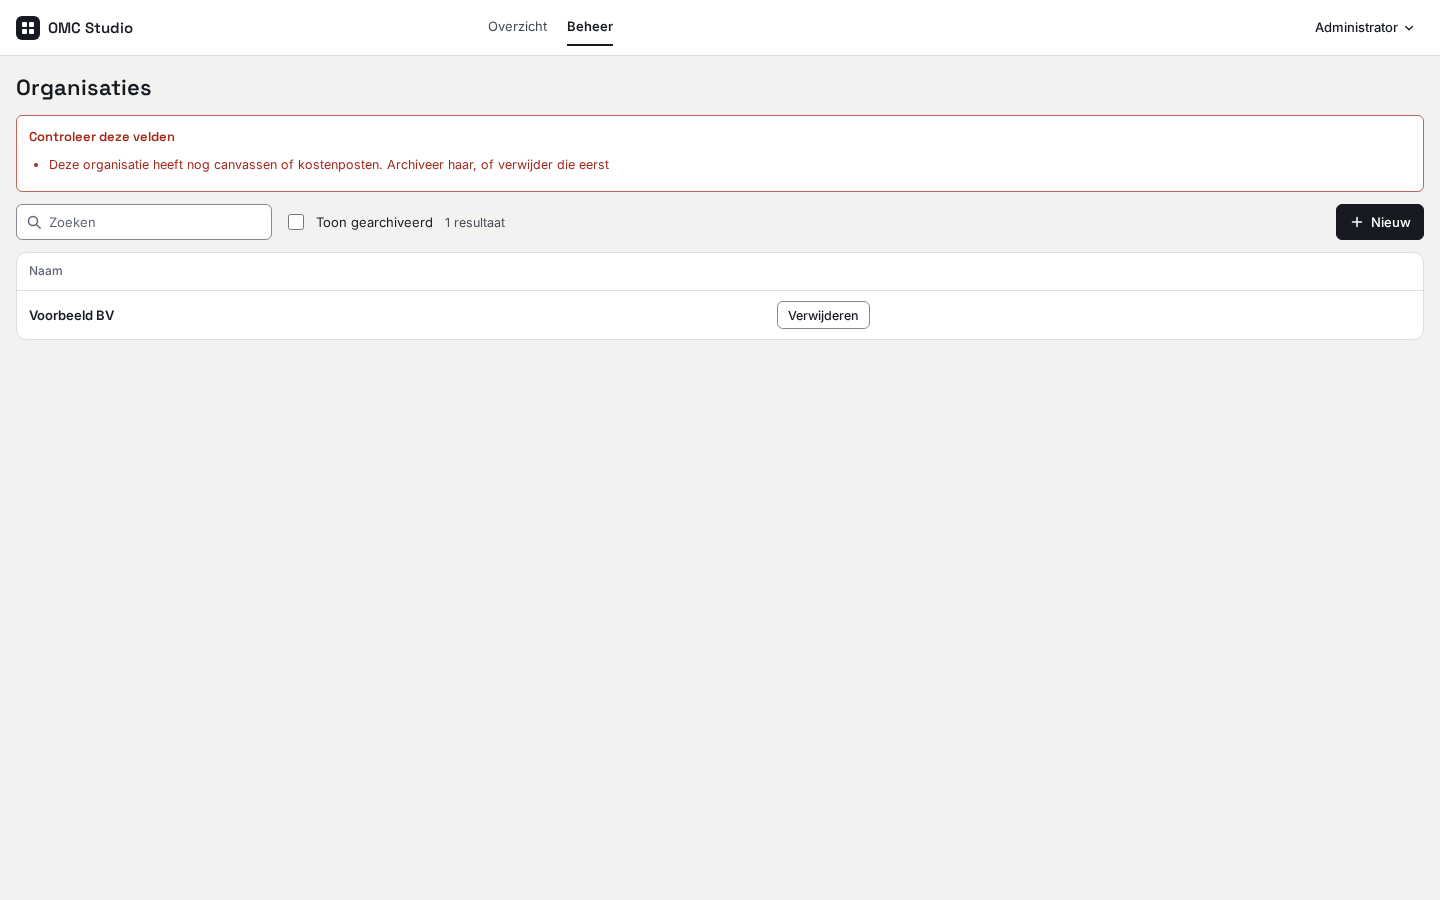 OMC Studio
Overzicht
Beheer
Administrator
Organisaties
Controleer deze velden
• Deze organisatie heeft nog canvassen of kostenposten. Archiveer haar, of verwijder die eerst
Zoeken
Toon gearchiveerd
1 resultaat
Nieuw
Naam
Voorbeeld BV
Verwijderen